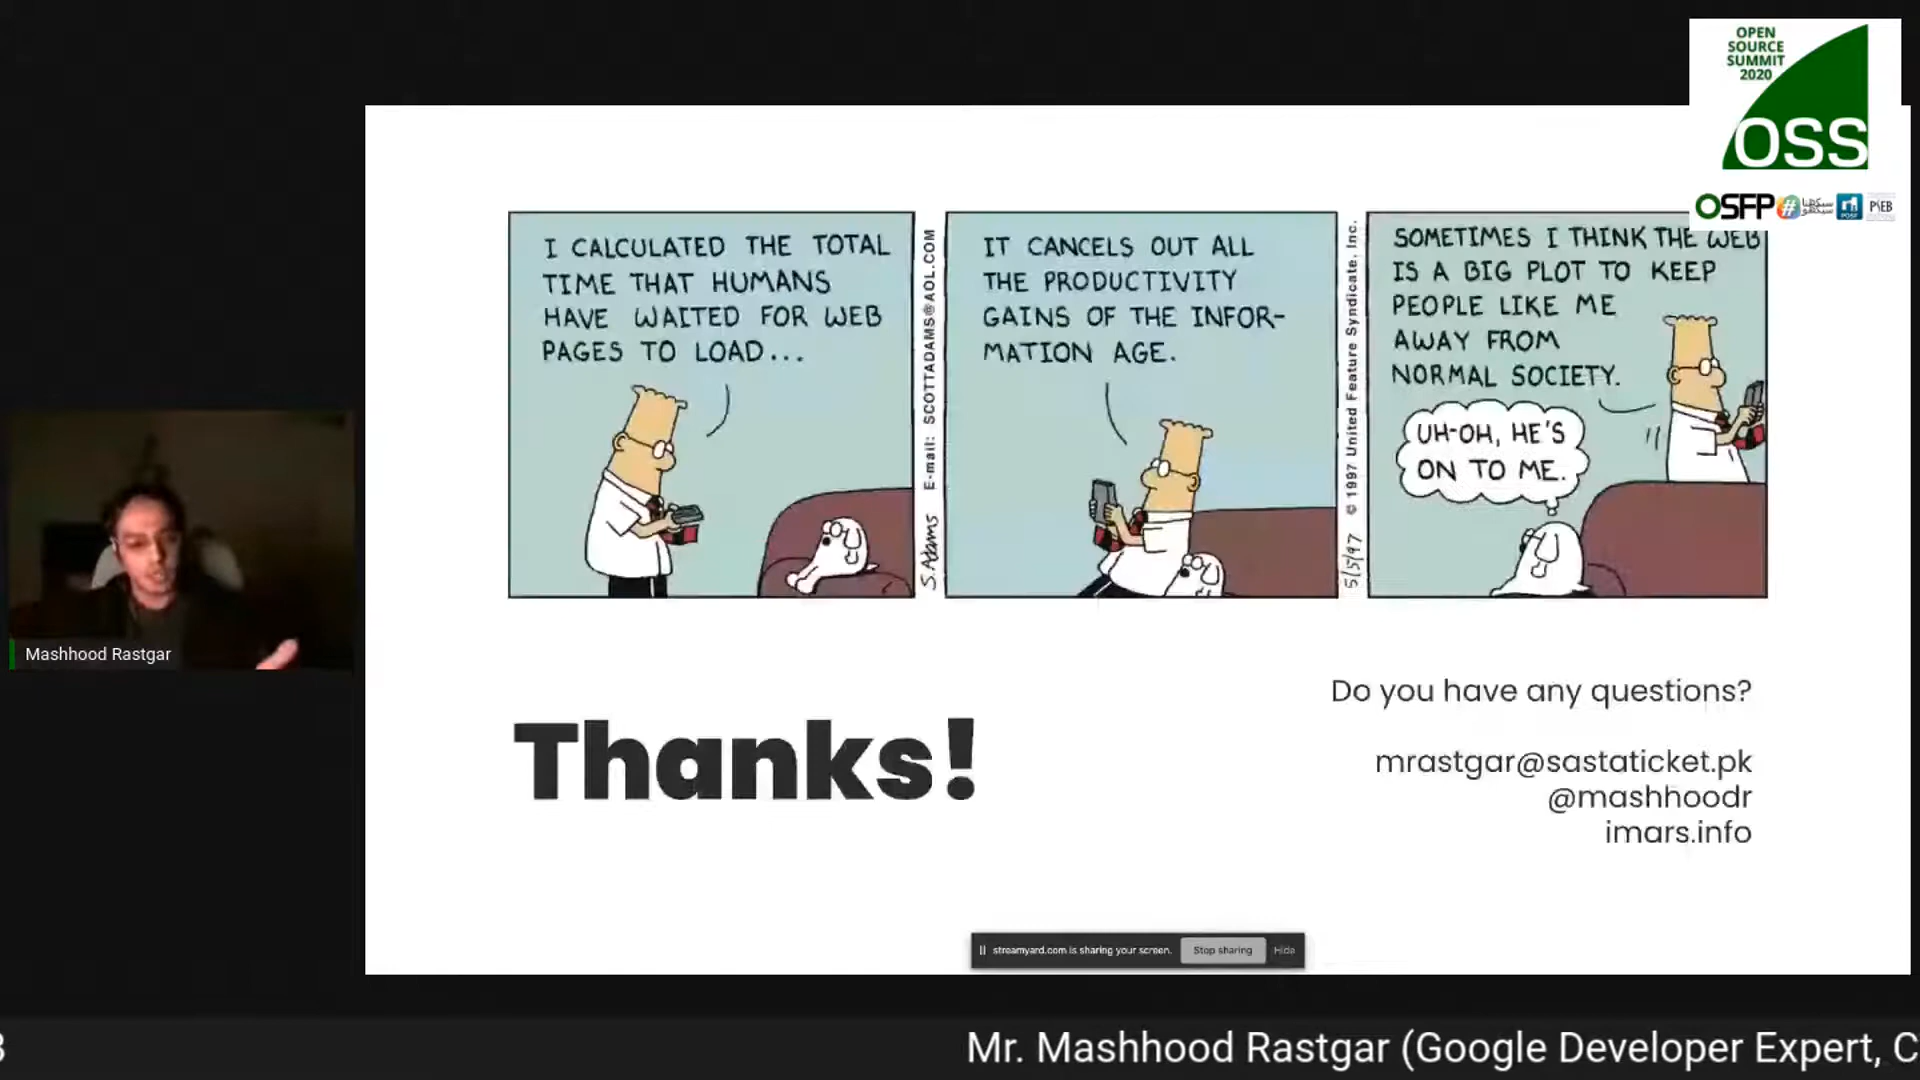 OPEN
SOURCE
SUMMIT
2020
OSS
OSFP
#
PSEB
I CALCULATED THE TOTAL
TIME THAT HUMANS
HAVE WAITED FOR WEB
PAGES TO LOAD...
S.Adams E-mail: SCOTTADAMS@AOL.COM
IT CANCELS OUT ALL
THE PRODUCTIVITY
GAINS OF THE INFOR-
MATION AGE.
5/5/97 © 1997 United Feature Syndicate, Inc.
SOMETIMES I THINK THE WEB
IS A BIG PLOT TO KEEP
PEOPLE LIKE ME
AWAY FROM
NORMAL SOCIETY.
UH-OH, HE'S
ON TO ME.
Mashhood Rastgar
Thanks!
Do you have any questions?
mrastgar@sastaticket.pk
@mashhoodr
imars.info
streamyard.com is sharing your screen. Stop sharing Hide
Mr. Mashhood Rastgar (Google Developer Expert, C